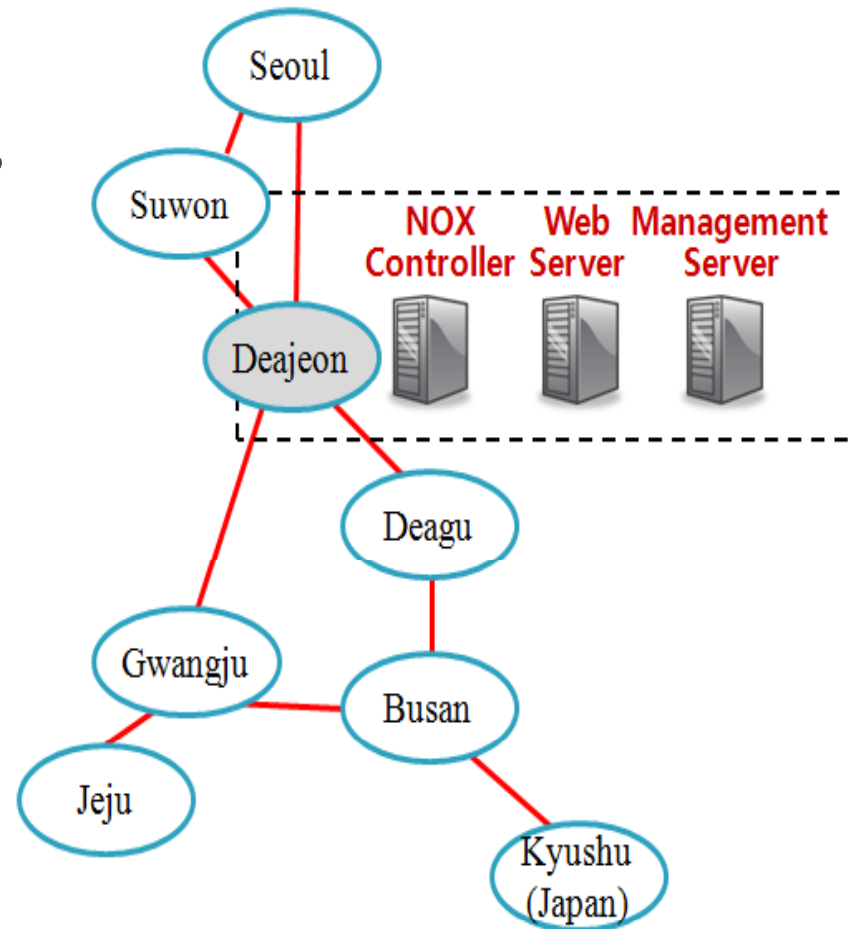 Seoul
Suwon
NOX
Controller
Web
Server
Management
Server
Deajeon
Deagu
Gwangju
Busan
Jeju
Kyushu
(Japan)